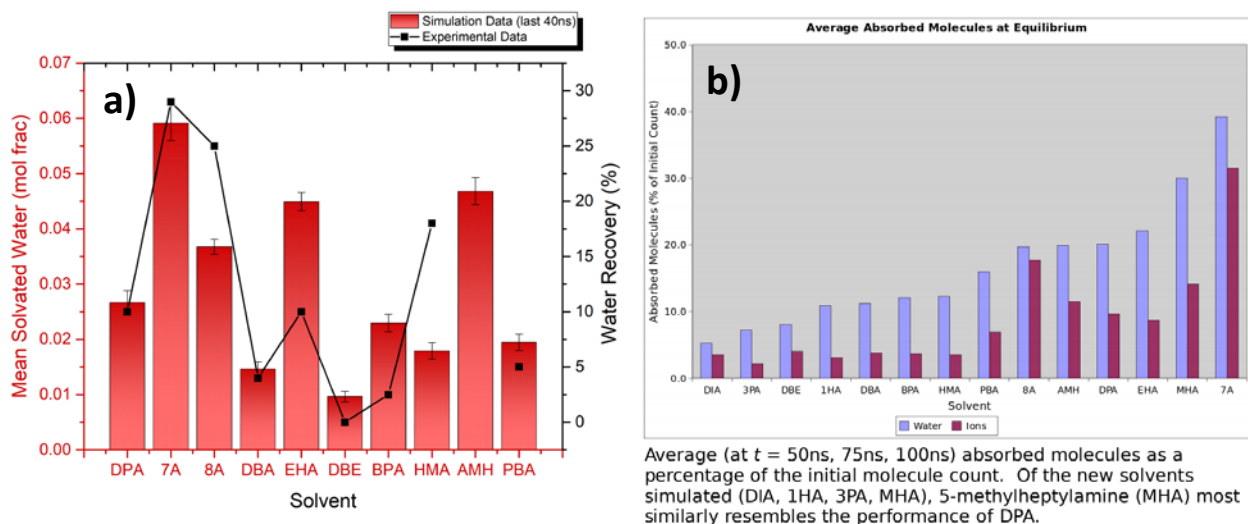 Simulation Data (last 40ns)
Experimental Data
a)
Mean Solvated Water (mol frac)
0.07
0.06
0.05
0.04
0.03
0.02
0.01
0.00
30
25
20
15
10
5
0
Water Recovery (%)
DPA 7A 8A DBA EHA DBE BPA HMA AMH PBA
Solvent
Average Absorbed Molecules at Equilibrium
b)
Absorbed Molecules (% of Initial Count)
50.0
40.0
30.0
20.0
10.0
0.0
DIA 3PA DBE 1HA DBA BPA HMA PBA 8A AMH DPA EHA MHA 7A
Solvent
Water Ions
Average (at t = 50ns, 75ns, 100ns) absorbed molecules as a
percentage of the initial molecule count. Of the new solvents
simulated (DIA, 1HA, 3PA, MHA), 5-methylheptylamine (MHA) most
similarly resembles the performance of DPA.